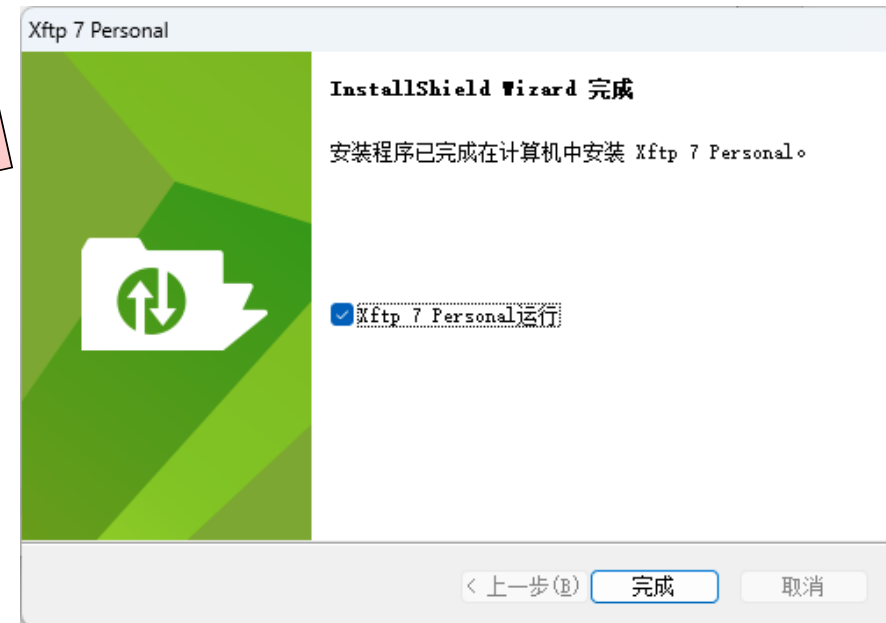 Xftp 7 Personal
InstallShield Wizard 完成
安装程序已完成在计算机中安装 Xftp 7 Personal。
Xftp 7 Personal运行
< 上一步(B) 完成 取消